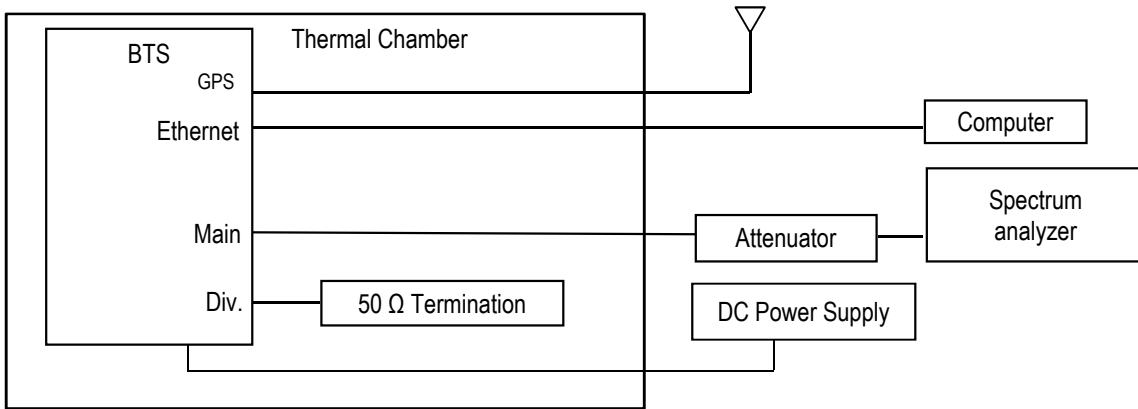 Thermal Chamber
BTS
GPS
Ethernet
Computer
Spectrum
analyzer
Main
Attenuator
Div.
50 Ω Termination
DC Power Supply